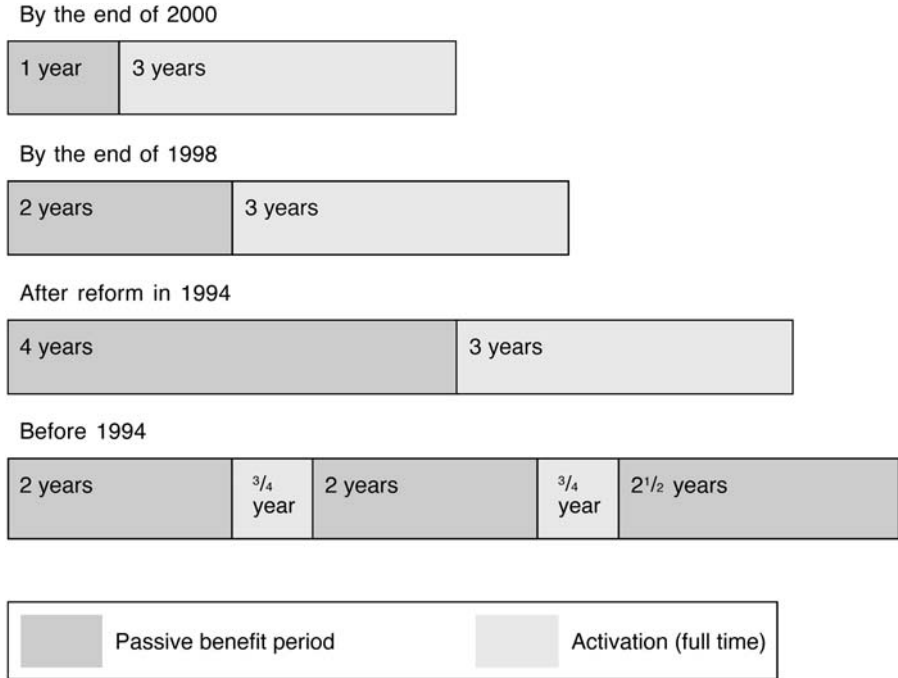 By the end of 2000
1 year 3 years
By the end of 1998
2 years 3 years
After reform in 1994
4 years 3 years
Before 1994
2 years 3/4 year 2 years 3/4 year 2 1/2 years
Passive benefit period Activation (full time)